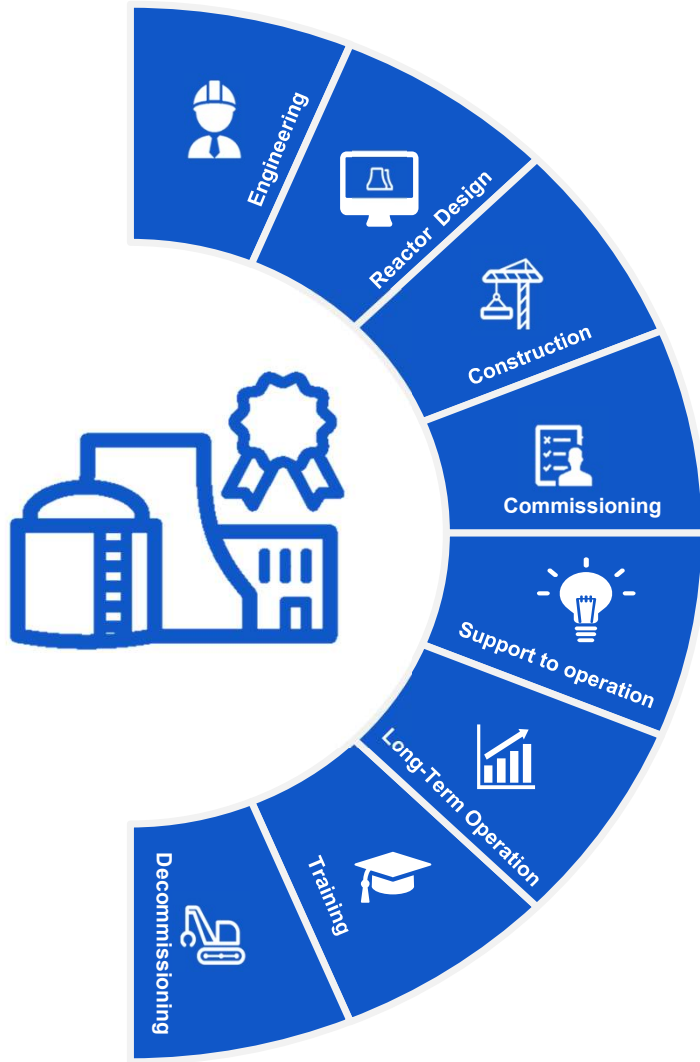 Engineering
Reactor Design
Construction
Commissioning
Support to operation
Long-Term Operation
Training
Decommissioning